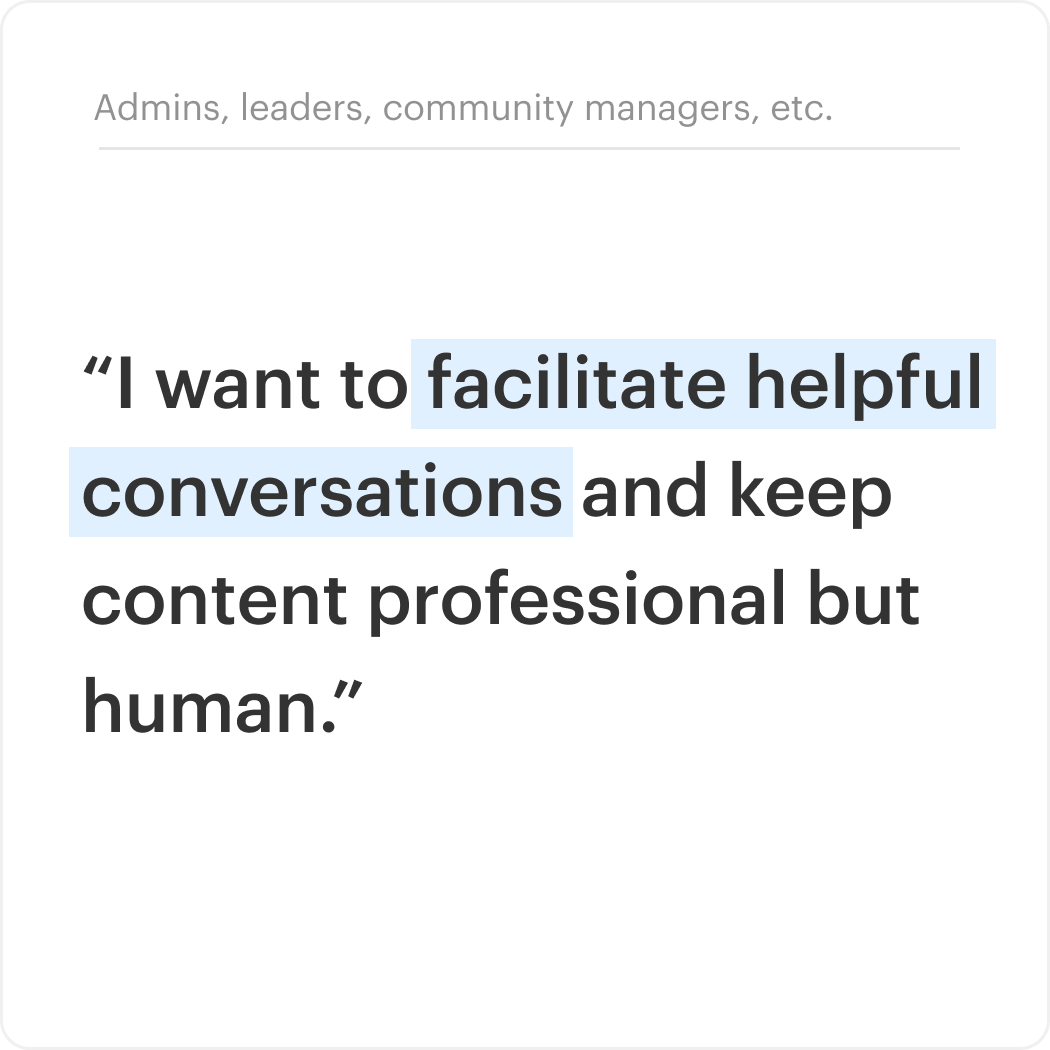 Admins, leaders, community managers, etc.
“I want to facilitate helpful
conversations and keep
content professional but
human.”